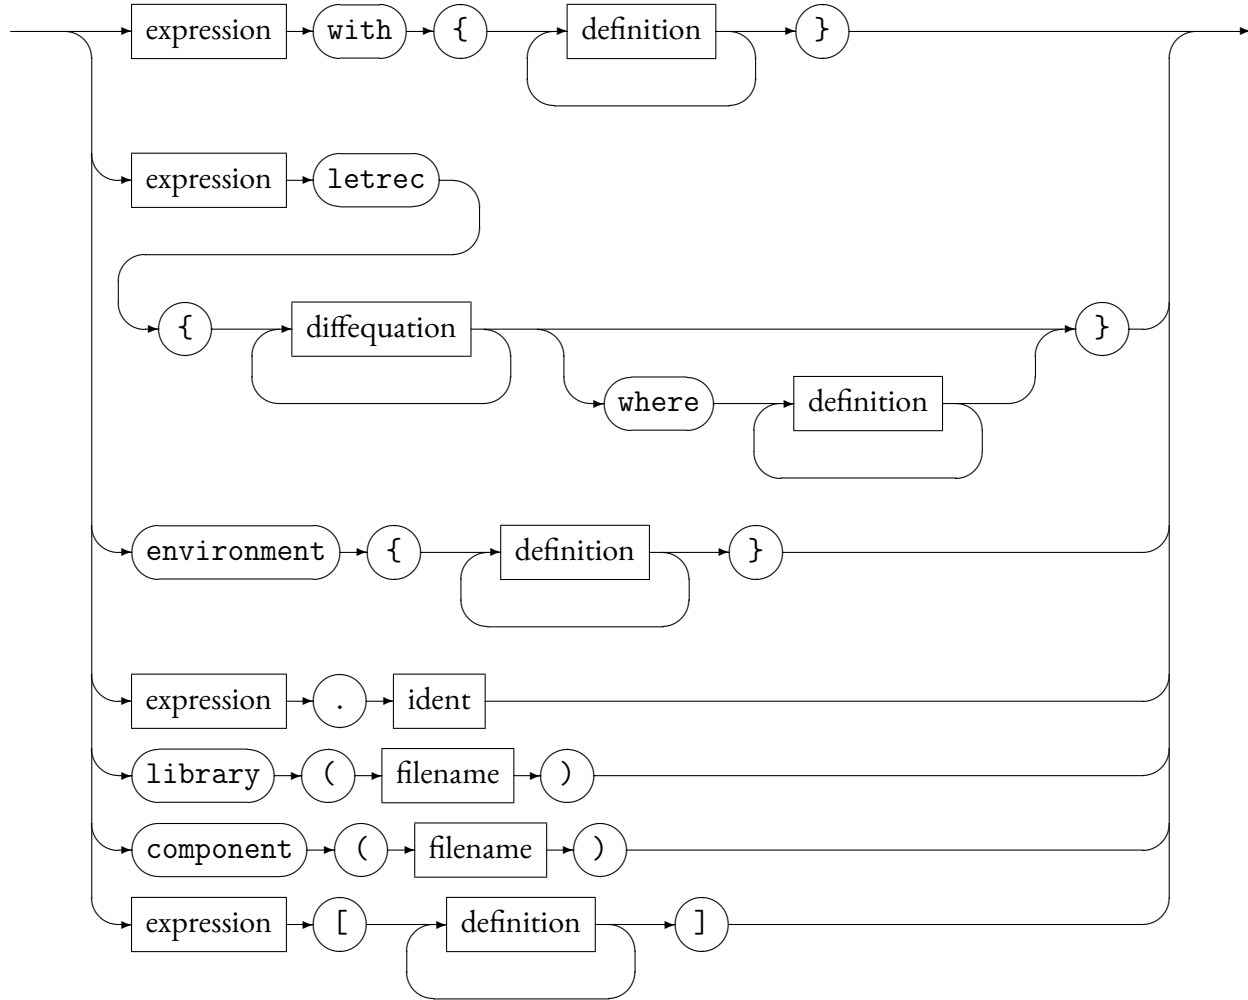 expression with { definition }
expression letrec
{ diffequation }
where definition
environment { definition }
expression . ident
library ( filename )
component ( filename )
expression [ definition ]